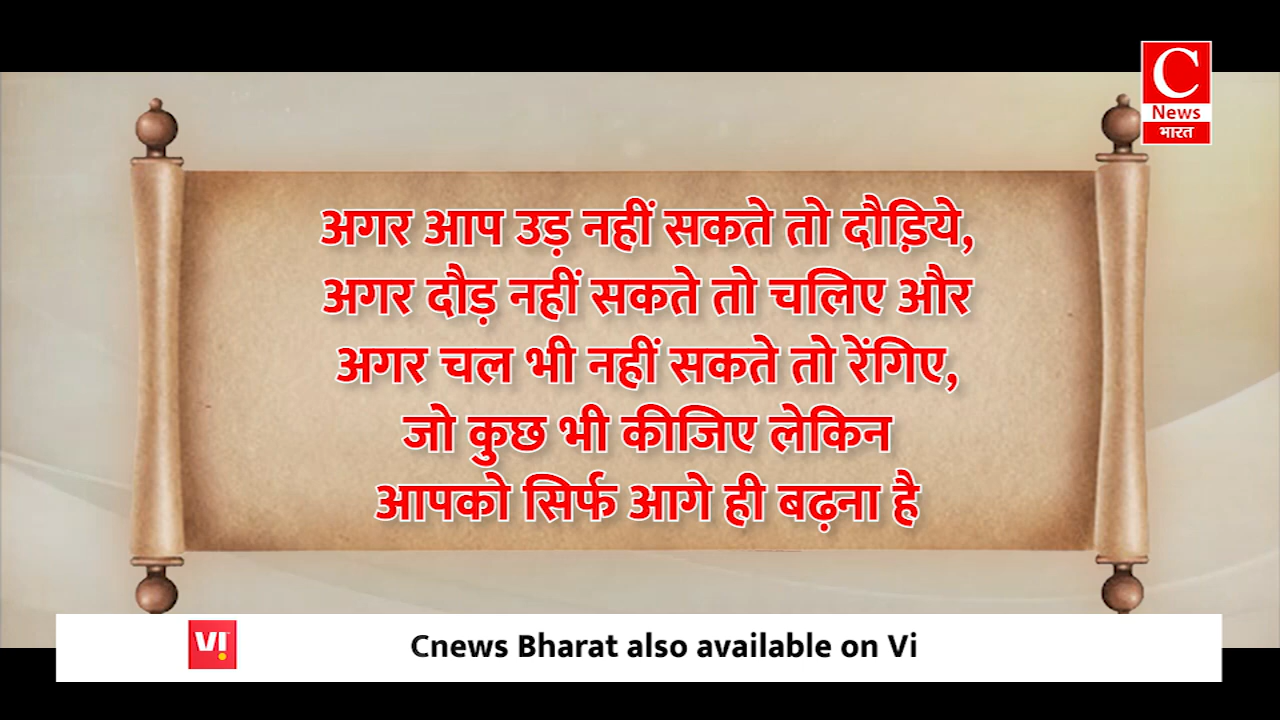 C
News
भारत
अगर आप उड़ नहीं सकते तो दौड़िये,
अगर दौड़ नहीं सकते तो चलिए और
अगर चल भी नहीं सकते तो रेंगिए,
जो कुछ भी कीजिए लेकिन
आपको सिर्फ आगे ही बढ़ना है
VI
Cnews Bharat also available on Vi